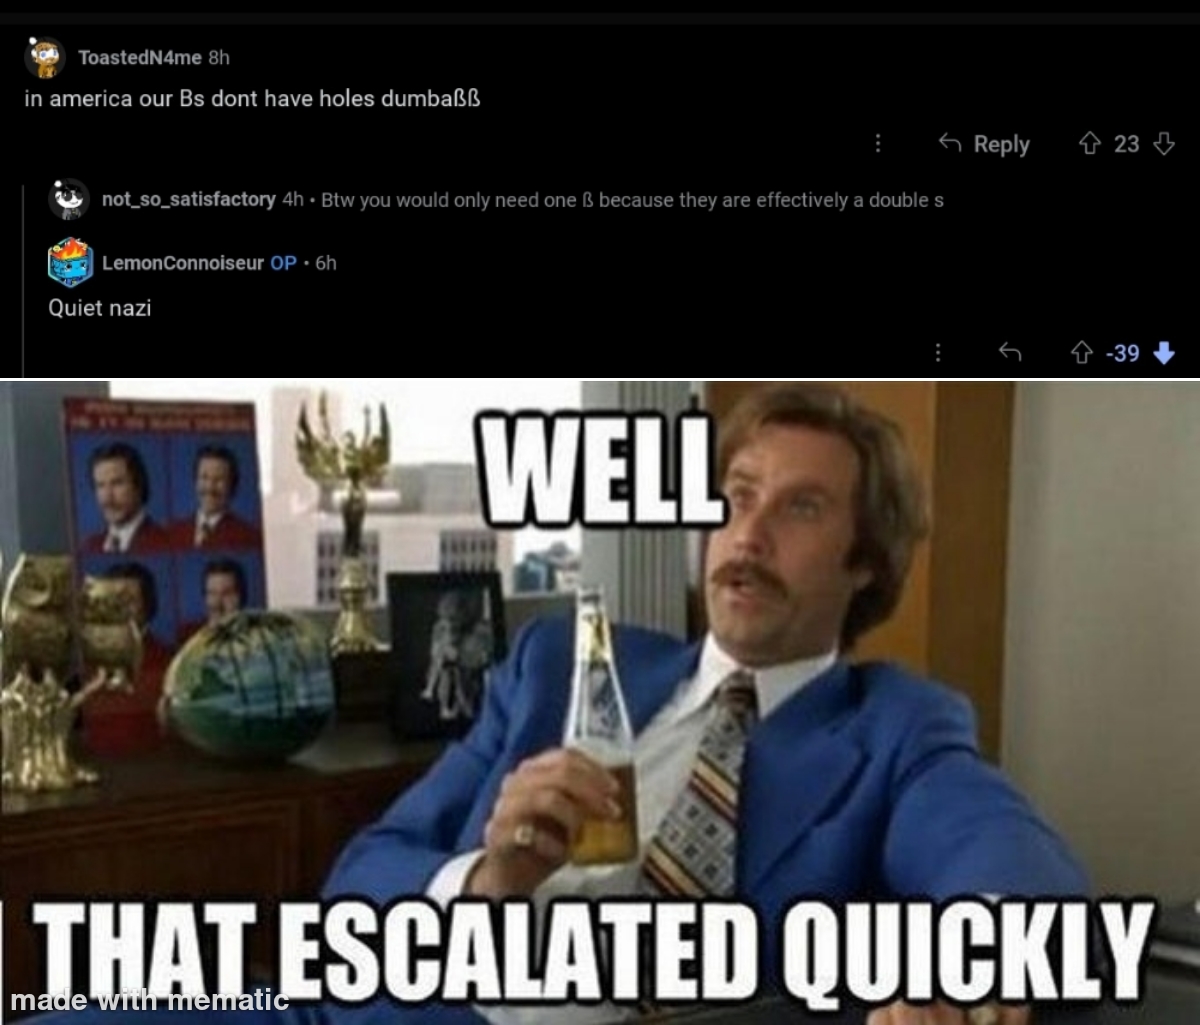 ToastedN4me 8h
in america our Bs dont have holes dumbaßß
Reply 23
not_so_satisfactory 4h • Btw you would only need one ß because they are effectively a double s
LemonConnoiseur OP • 6h
Quiet nazi
-39
WELL
THAT ESCALATED QUICKLY
made with mematic